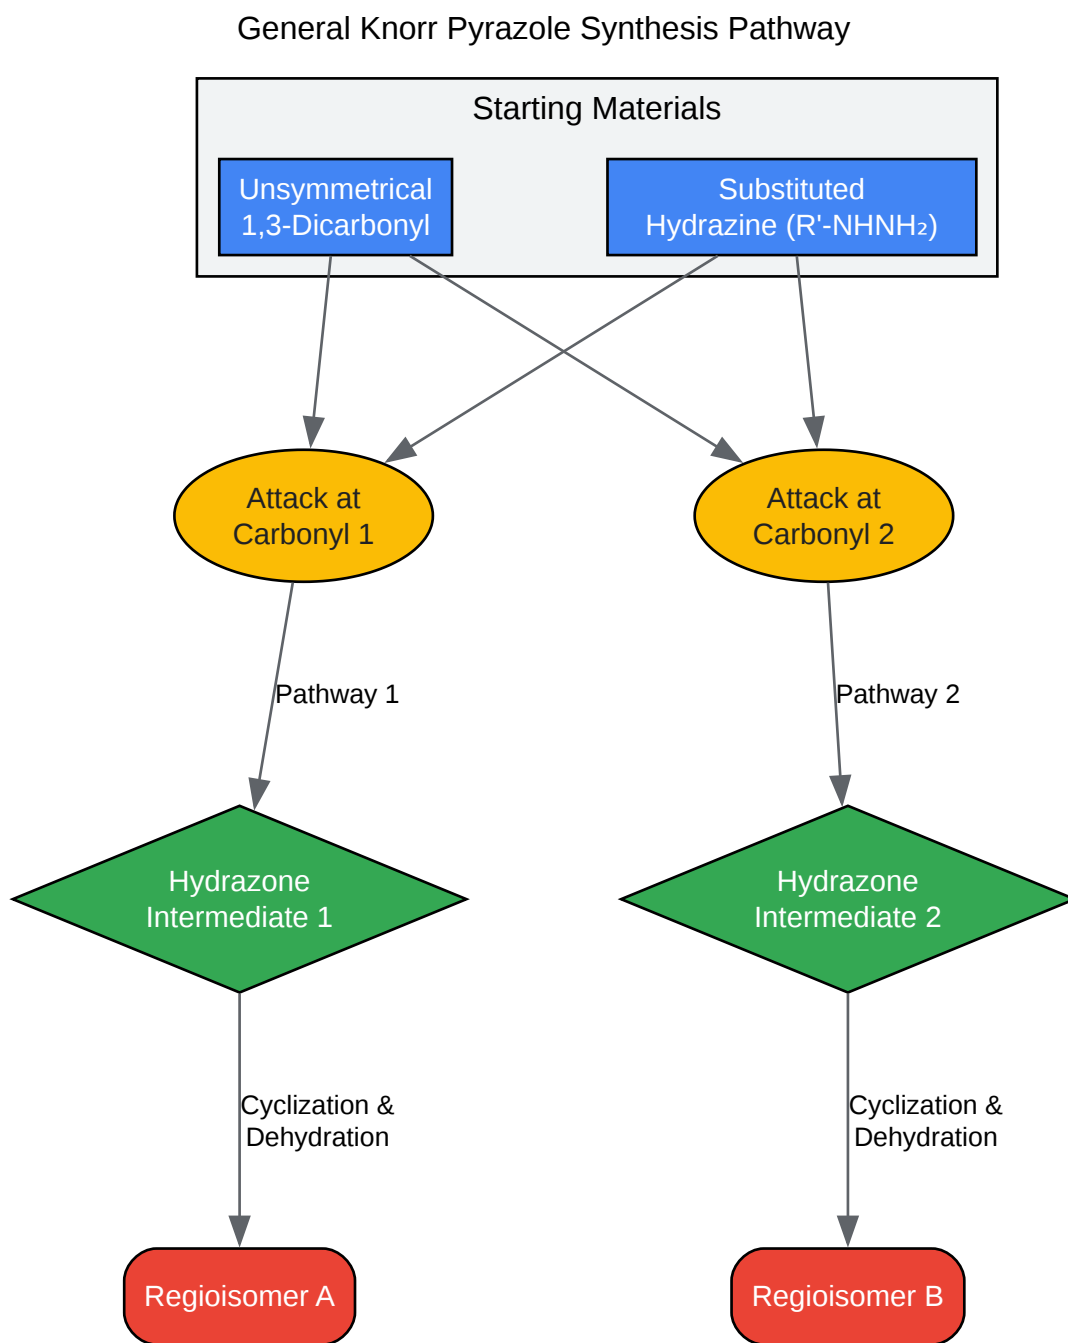 General Knorr Pyrazole Synthesis Pathway
Starting Materials
Unsymmetrical
1,3-Dicarbonyl
Substituted
Hydrazine (R'-NHNH₂)
Attack at
Carbonyl 1
Attack at
Carbonyl 2
Pathway 1
Pathway 2
Hydrazone
Intermediate 1
Hydrazone
Intermediate 2
Cyclization &
Dehydration
Cyclization &
Dehydration
Regioisomer A
Regioisomer B